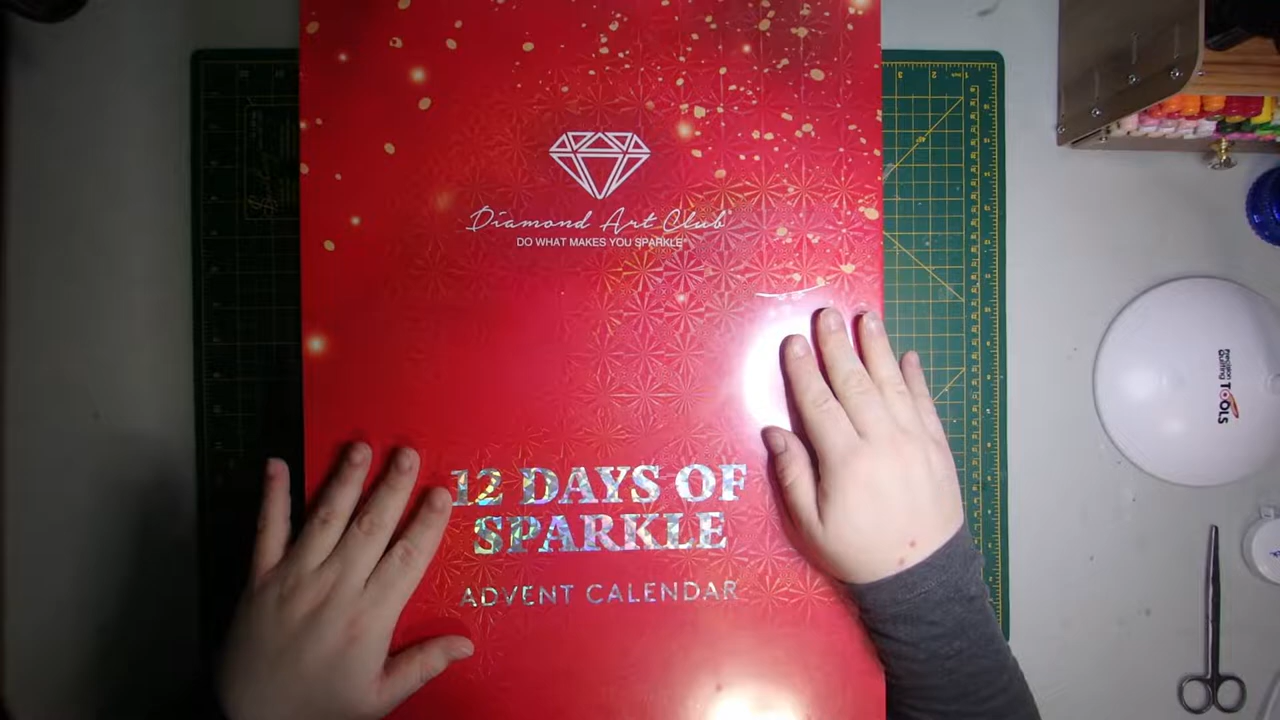 Diamond Art Club
DO WHAT MAKES YOU SPARKLE
12 DAYS OF
SPARKLE
ADVENT CALENDAR
TOOLS